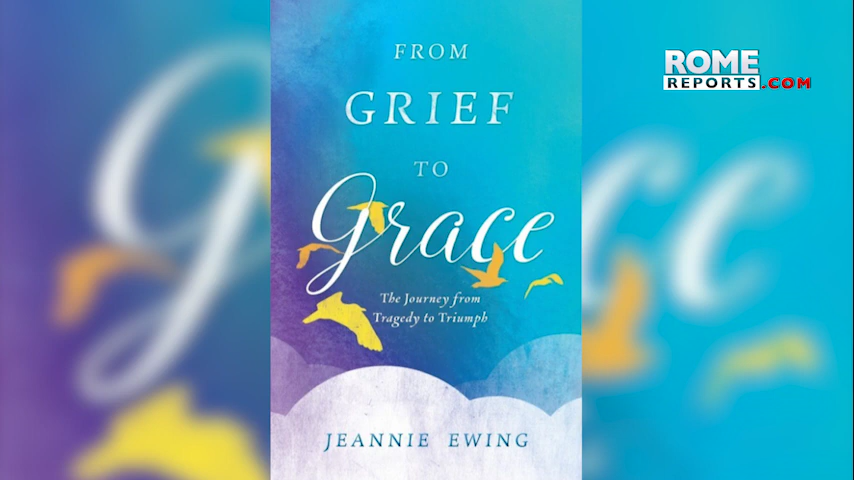 FROM
GRIEF
TO
Grace
The Journey from
Tragedy to Triumph
JEANNIE EWING
ROME
REPORTS.COM